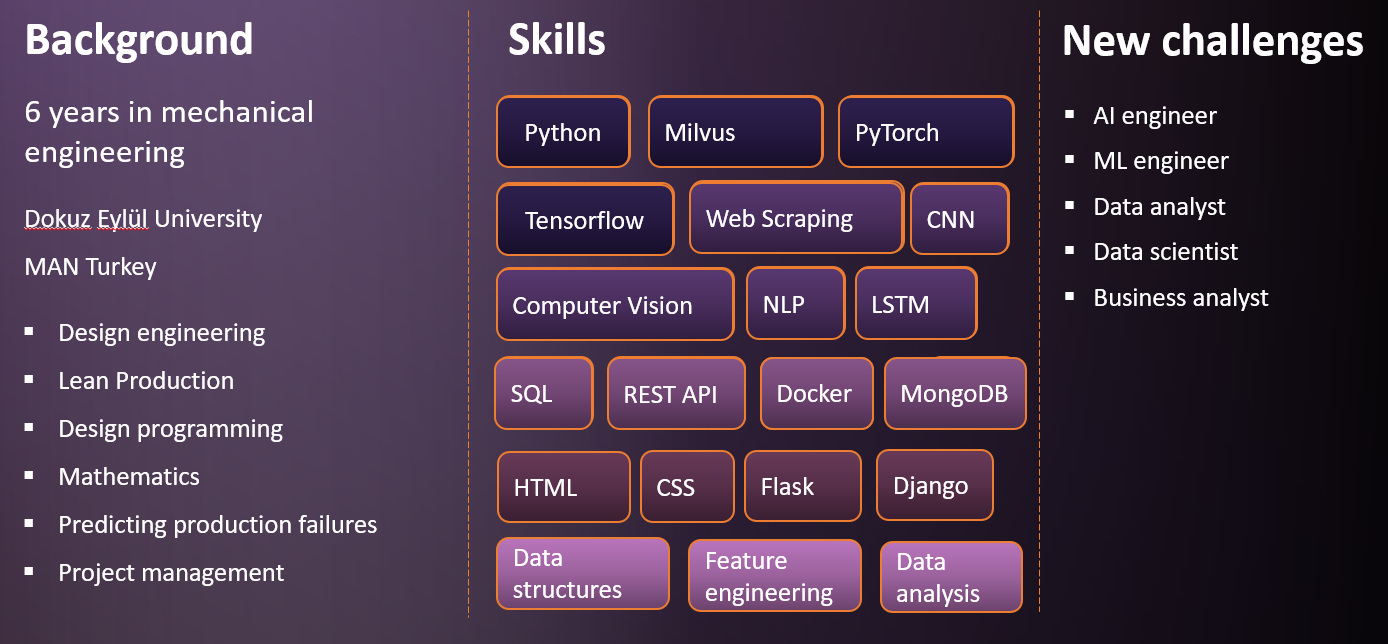 Background
6 years in mechanical
engineering
Dokuz Eylül University
MAN Turkey
Design engineering
Lean Production
Design programming
Mathematics
Predicting production failures
Project management
Skills
Python
Milvus
PyTorch
Tensorflow
Web Scraping
CNN
Computer Vision
NLP
LSTM
SQL
REST API
Docker
MongoDB
HTML
CSS
Flask
Django
Data
structures
Feature
engineering
Data
analysis
New challenges
AI engineer
ML engineer
Data analyst
Data scientist
Business analyst